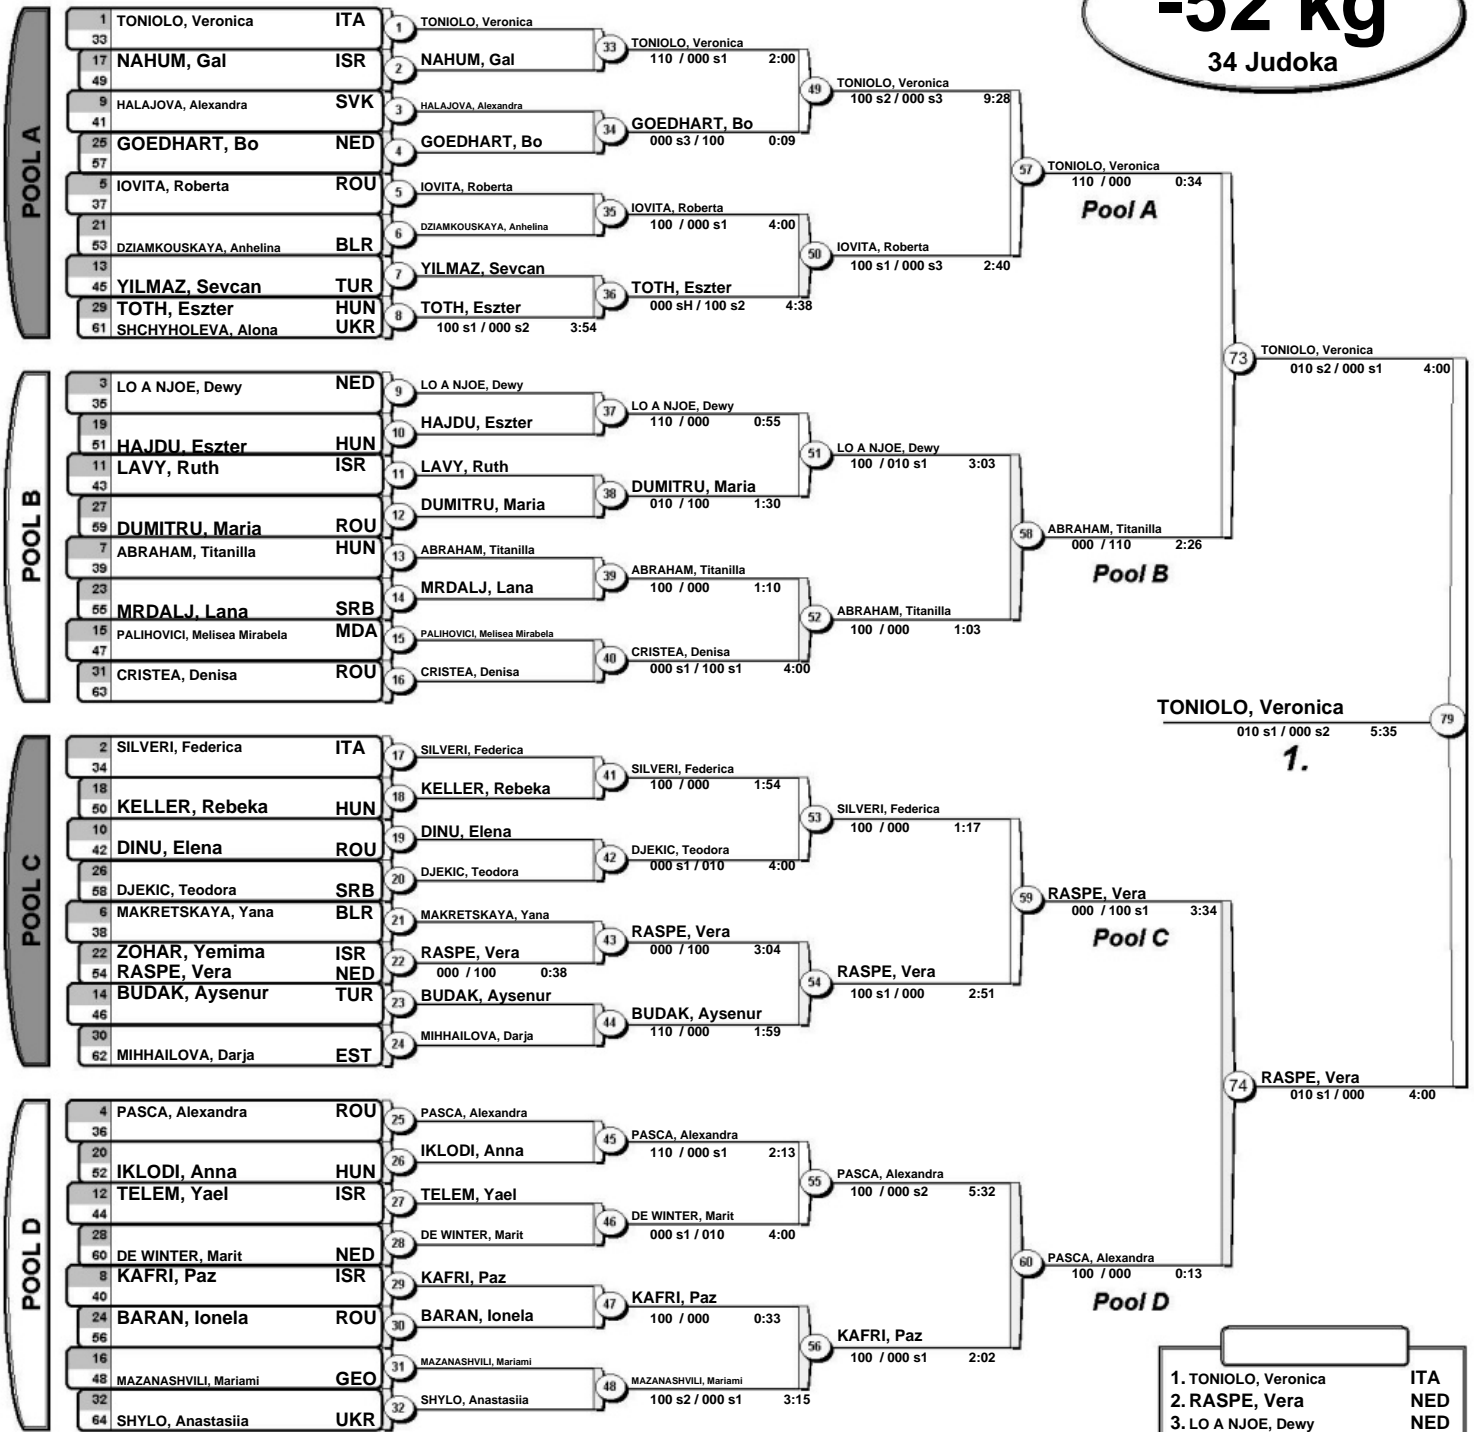 -52 kg
34 Judoka
POOL A
1 TONIOLO, Veronica ITA
33
17 NAHUM, Gal ISR
49
9 HALAJOVA, Alexandra SVK
41
25 GOEDHART, Bo NED
57
5 IOVITA, Roberta ROU
37
21
53 DZIAMKOUSKAYA, Anhelina BLR
13
45 YILMAZ, Sevcan TUR
29 TOTH, Eszter HUN
61 SHCHYHOLEVA, Alona UKR
1 TONIOLO, Veronica
2 NAHUM, Gal
3 HALAJOVA, Alexandra
4 GOEDHART, Bo
5 IOVITA, Roberta
6 DZIAMKOUSKAYA, Anhelina
7 YILMAZ, Sevcan
8 TOTH, Eszter
100 s1 / 000 s2 3:54
33 TONIOLO, Veronica
110 / 000 s1 2:00
34 GOEDHART, Bo
000 s3 / 100 0:09
35 IOVITA, Roberta
100 / 000 s1 4:00
36 TOTH, Eszter
000 sH / 100 s2 4:38
49 TONIOLO, Veronica
100 s2 / 000 s3 9:28
50 IOVITA, Roberta
100 s1 / 000 s3 2:40
57 TONIOLO, Veronica
110 / 000 0:34
Pool A
POOL B
3 LO A NJOE, Dewy NED
35
19
51 HAJDU, Eszter HUN
11 LAVY, Ruth ISR
43
27
59 DUMITRU, Maria ROU
7 ABRAHAM, Titanilla HUN
39
23
55 MRDALJ, Lana SRB
15 PALIHOVICI, Melisea Mirabela MDA
47
31 CRISTEA, Denisa ROU
63
9 LO A NJOE, Dewy
10 HAJDU, Eszter
11 LAVY, Ruth
12 DUMITRU, Maria
13 ABRAHAM, Titanilla
14 MRDALJ, Lana
15 PALIHOVICI, Melisea Mirabela
16 CRISTEA, Denisa
37 LO A NJOE, Dewy
110 / 000 0:55
38 DUMITRU, Maria
010 / 100 1:30
39 ABRAHAM, Titanilla
100 / 000 1:10
40 CRISTEA, Denisa
000 s1 / 100 s1 4:00
51 LO A NJOE, Dewy
100 / 010 s1 3:03
52 ABRAHAM, Titanilla
100 / 000 1:03
58 ABRAHAM, Titanilla
000 / 110 2:26
Pool B
73 TONIOLO, Veronica
010 s2 / 000 s1 4:00
TONIOLO, Veronica 79
010 s1 / 000 s2 5:35
1.
POOL C
2 SILVERI, Federica ITA
34
18
50 KELLER, Rebeka HUN
10
42 DINU, Elena ROU
26
58 DJEKIC, Teodora SRB
6 MAKRETSKAYA, Yana BLR
38
22 ZOHAR, Yemima ISR
54 RASPE, Vera NED
14 BUDAK, Aysenur TUR
46
30
62 MIHHAILOVA, Darja EST
17 SILVERI, Federica
18 KELLER, Rebeka
19 DINU, Elena
20 DJEKIC, Teodora
21 MAKRETSKAYA, Yana
22 RASPE, Vera
000 / 100 0:38
23 BUDAK, Aysenur
24 MIHHAILOVA, Darja
41 SILVERI, Federica
100 / 000 1:54
42 DJEKIC, Teodora
000 s1 / 010 4:00
43 RASPE, Vera
000 / 100 3:04
44 BUDAK, Aysenur
110 / 000 1:59
53 SILVERI, Federica
100 / 000 1:17
54 RASPE, Vera
100 s1 / 000 2:51
59 RASPE, Vera
000 / 100 s1 3:34
Pool C
POOL D
4 PASCA, Alexandra ROU
36
20
52 IKLODI, Anna HUN
12 TELEM, Yael ISR
44
28
60 DE WINTER, Marit NED
8 KAFRI, Paz ISR
40
24 BARAN, Ionela ROU
56
16
48 MAZANASHVILI, Mariami GEO
32
64 SHYLO, Anastasiia UKR
25 PASCA, Alexandra
26 IKLODI, Anna
27 TELEM, Yael
28 DE WINTER, Marit
29 KAFRI, Paz
30 BARAN, Ionela
31 MAZANASHVILI, Mariami
32 SHYLO, Anastasiia
45 PASCA, Alexandra
110 / 000 s1 2:13
46 DE WINTER, Marit
000 s1 / 010 4:00
47 KAFRI, Paz
100 / 000 0:33
48 MAZANASHVILI, Mariami
100 s2 / 000 s1 3:15
55 PASCA, Alexandra
100 / 000 s2 5:32
56 KAFRI, Paz
100 / 000 s1 2:02
60 PASCA, Alexandra
100 / 000 0:13
Pool D
74 RASPE, Vera
010 s1 / 000 4:00
1. TONIOLO, Veronica ITA
2. RASPE, Vera NED
3. LO A NJOE, Dewy NED